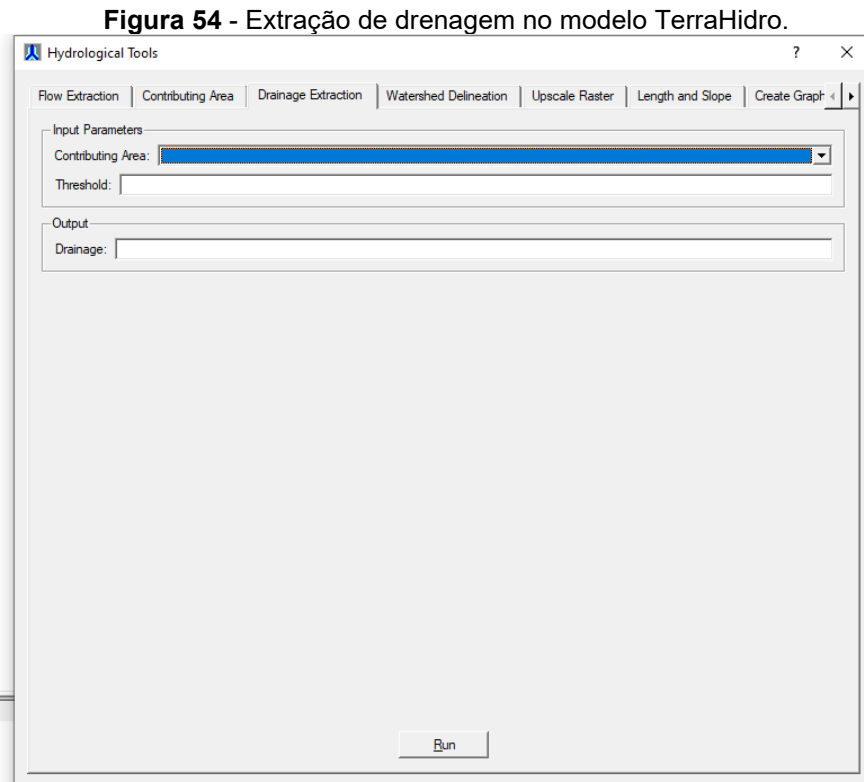 Figura 54 - Extração de drenagem no modelo TerraHidro.
Hydrological Tools ? ×
Flow Extraction Contributing Area Drainage Extraction Watershed Delineation Upscale Raster Length and Slope Create Graph
Input Parameters
Contributing Area:
Threshold:
Output
Drainage:
Run